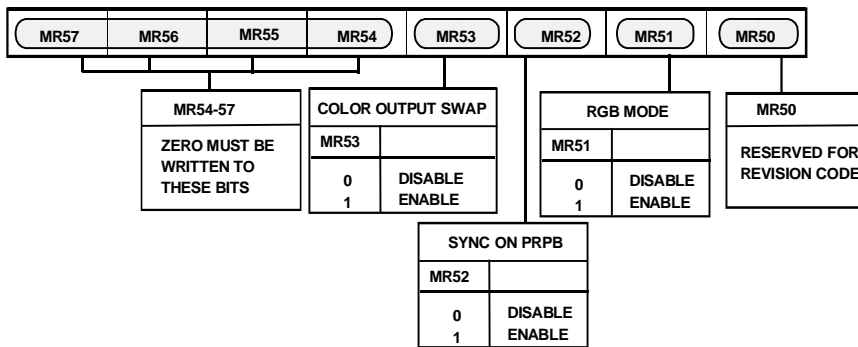 MR57 MR56 MR55 MR54 MR53 MR52 MR51 MR50
MR54-57
ZERO MUST BE
WRITTEN TO
THESE BITS
COLOR OUTPUT SWAP
MR53
0 DISABLE
1 ENABLE
RGB MODE
MR51
0 DISABLE
1 ENABLE
MR50
RESERVED FOR
REVISION CODE
SYNC ON PRPB
MR52
0 DISABLE
1 ENABLE